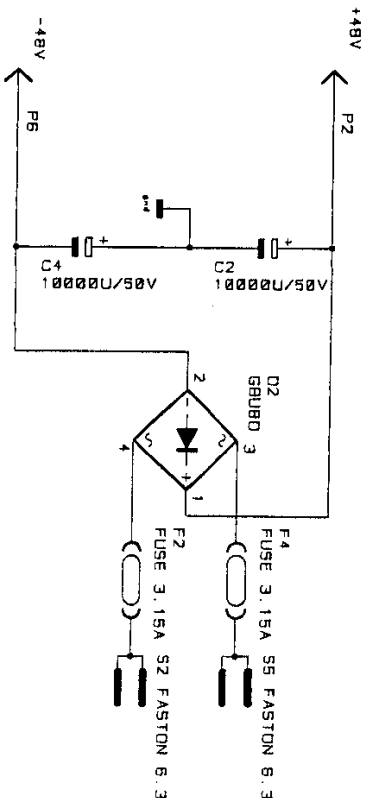 +48V
P2
-48V
P6
gnd
+
C2
10000U/50V
+
C4
10000U/50V
D2
GBU8D
2
3
1
4
-
+
F4
FUSE 3.15A
S5 FASTON 6.3
F2
FUSE 3.15A
S2 FASTON 6.3